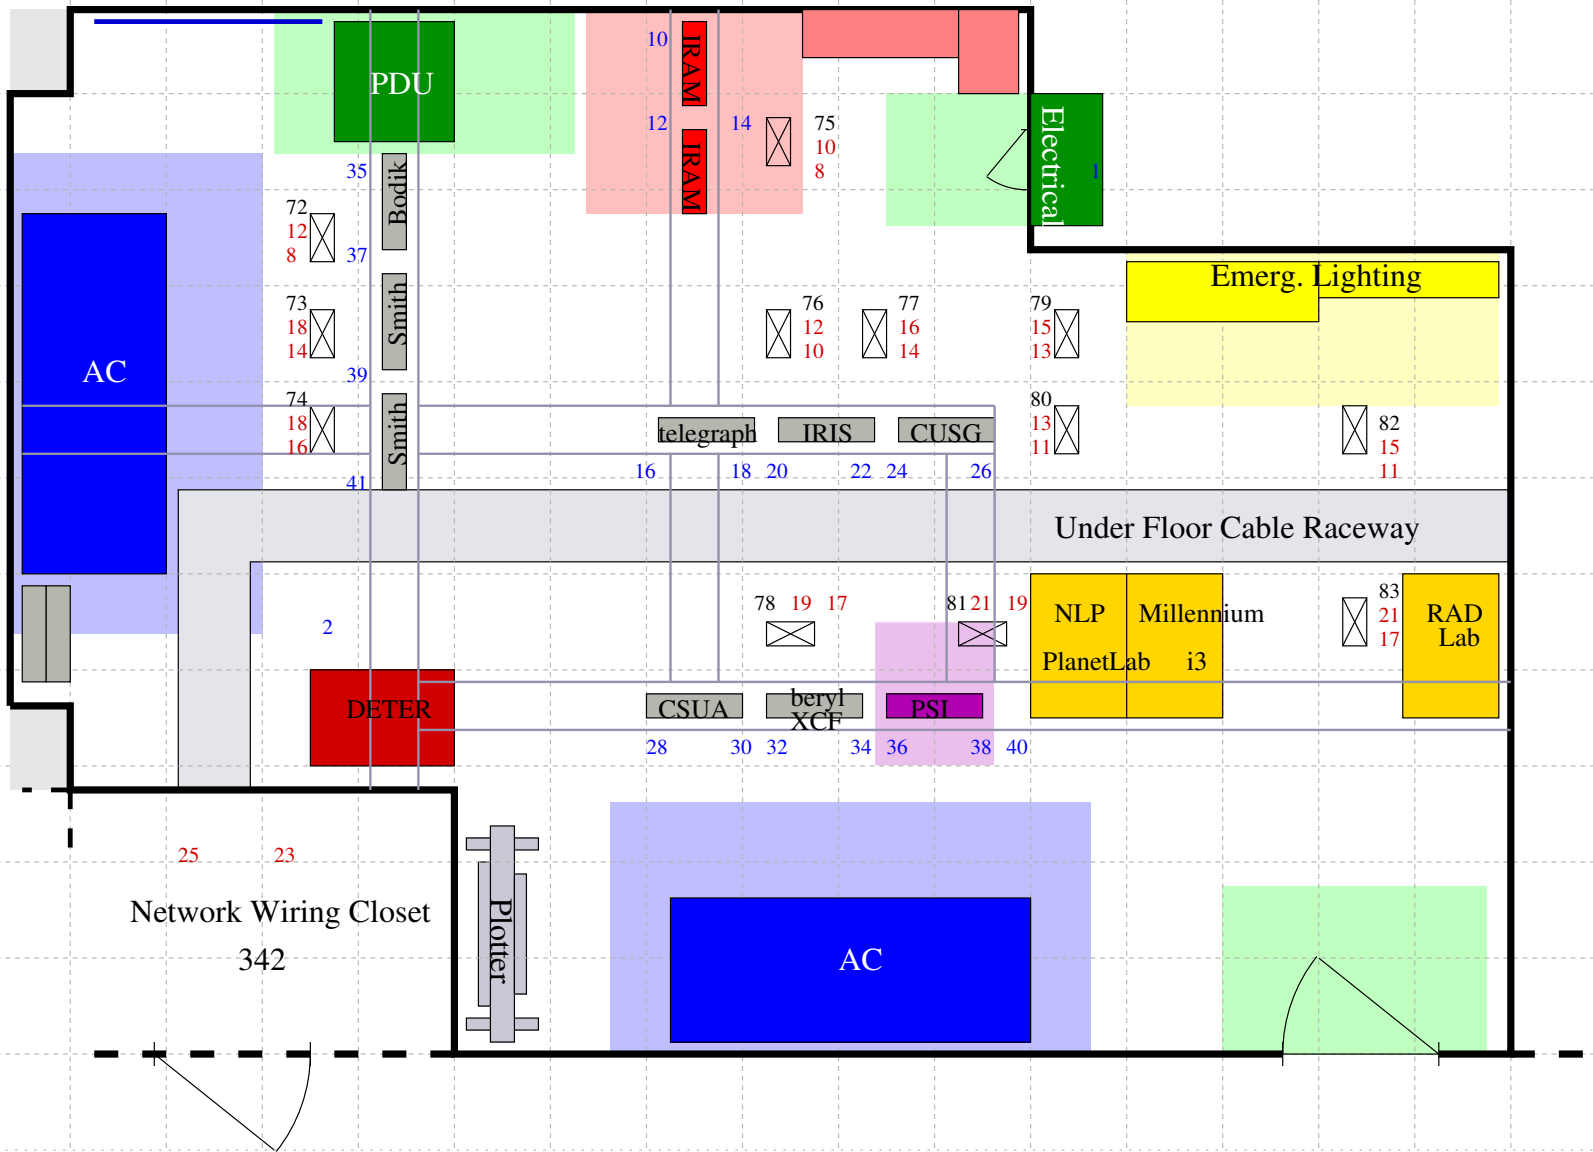 10
IRAM
PDU
12
14
75
10
8
Electrical
1
IRAM
35
Bodik
72
12
8
37
Emerg. Lighting
73
18
14
Smith
76
12
10
77
16
14
79
15
13
AC
39
74
18
16
Smith
telegraph
IRIS
CUSG
80
13
11
82
15
11
41
16
18
20
22
24
26
Under Floor Cable Raceway
2
78
19
17
81
21
19
NLP
Millennium
PlanetLab
i3
83
21
17
RAD
Lab
DETER
CSUA
beryl
XCF
PSI
28
30
32
34
36
38
40
25
23
Network Wiring Closet
342
Plotter
AC